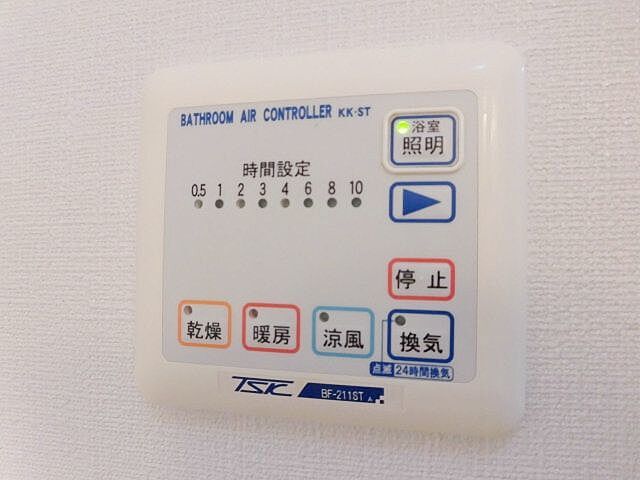 BATHROOM AIR CONTROLLER KK-ST
浴室
照明
時間設定
0.5 1 2 3 4 6 8 10
停止
乾燥 暖房 涼風 換気
点滅 24時間換気
TSK BF-211ST